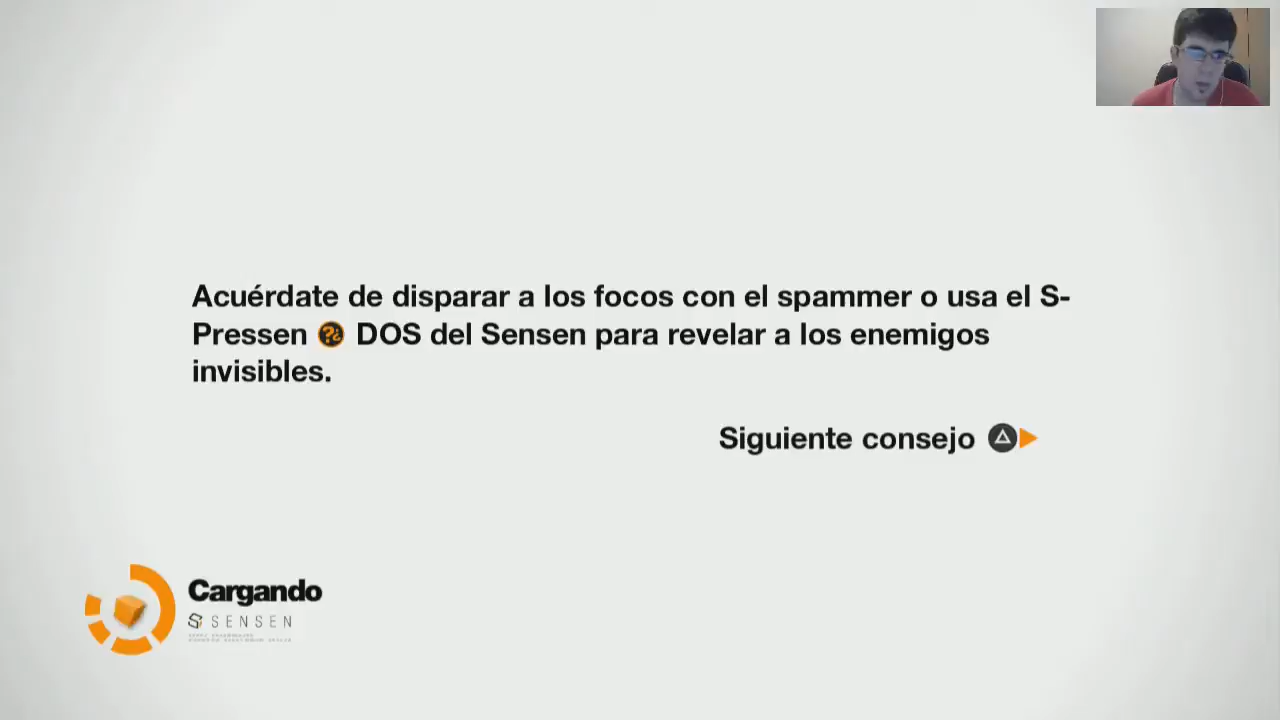 Acuérdate de disparar a los focos con el spammer o usa el S-
Pressen DOS del Sensen para revelar a los enemigos
invisibles.
Siguiente consejo
Cargando
SENSEN